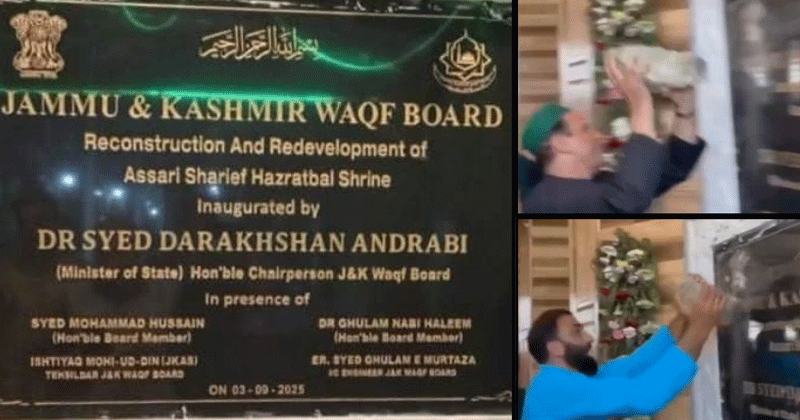 بسم الله الرحمن الرحيم
JAMMU & KASHMIR WAQF BOARD
Reconstruction And Redevelopment of
Assari Sharief Hazratbal Shrine
Inaugurated by
DR SYED DARAKHSHAN ANDRABI
(Minister of State) Hon'ble Chairperson J&K Waqf Board
In presence of
SYED MOHAMMAD HUSSAIN
(Hon'ble Board Member)
DR GHULAM NABI HALEEM
(Hon'ble Board Member)
ISHTIYAQ MOHI-UD-DIN (JKAS)
TEHSILDAR J&K WAQF BOARD
ER. SYED GHULAM E MURTAZA
ENGINEER J&K WAQF BOARD
ON 03-09-2025